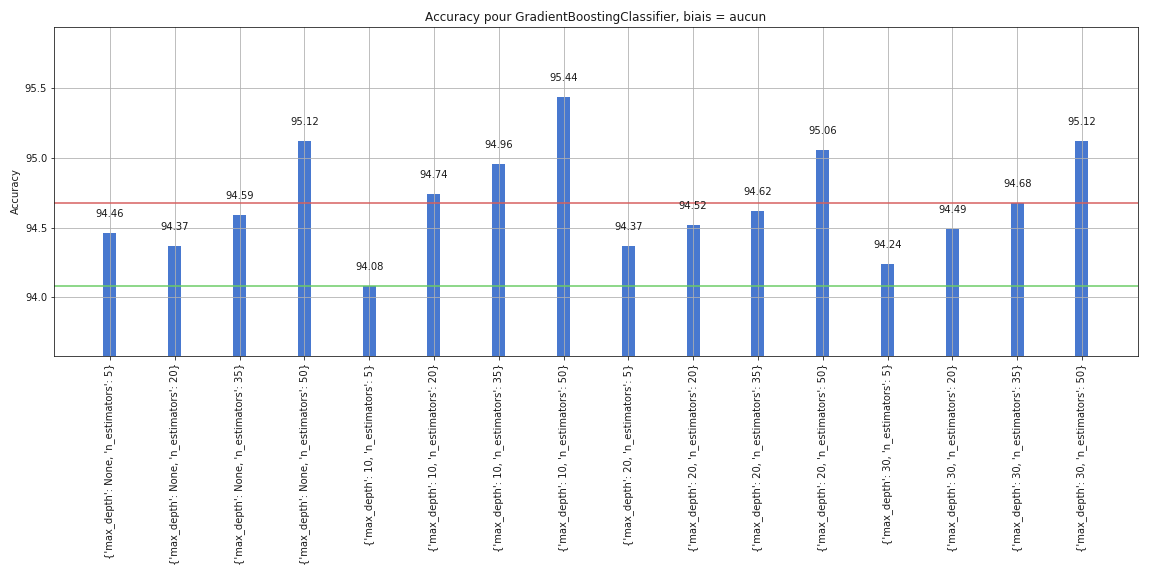 Accuracy pour GradientBoostingClassifier, biais = aucun
Accuracy
95.5
95.0
94.5
94.0
94.46
94.37
94.59
95.12
94.08
94.74
94.96
95.44
94.37
94.52
94.62
95.06
94.24
94.49
94.68
95.12
{'max_depth': None, 'n_estimators': 5}
{'max_depth': None, 'n_estimators': 20}
{'max_depth': None, 'n_estimators': 35}
{'max_depth': None, 'n_estimators': 50}
{'max_depth': 10, 'n_estimators': 5}
{'max_depth': 10, 'n_estimators': 20}
{'max_depth': 10, 'n_estimators': 35}
{'max_depth': 10, 'n_estimators': 50}
{'max_depth': 20, 'n_estimators': 5}
{'max_depth': 20, 'n_estimators': 20}
{'max_depth': 20, 'n_estimators': 35}
{'max_depth': 20, 'n_estimators': 50}
{'max_depth': 30, 'n_estimators': 5}
{'max_depth': 30, 'n_estimators': 20}
{'max_depth': 30, 'n_estimators': 35}
{'max_depth': 30, 'n_estimators': 50}